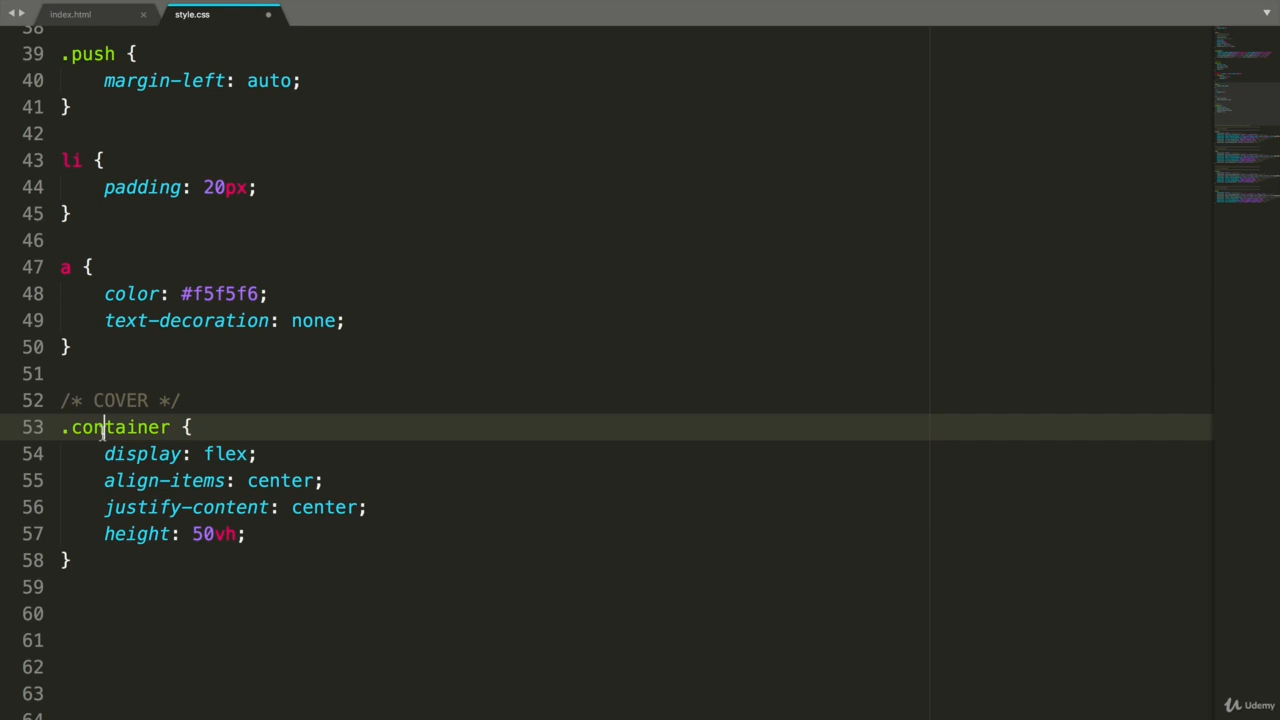 index.html
style.css
38
39 .push {
40 margin-left: auto;
41 }
42
43 li {
44 padding: 20px;
45 }
46
47 a {
48 color: #f5f5f6;
49 text-decoration: none;
50 }
51
52 /* COVER */
53 .container {
54 display: flex;
55 align-items: center;
56 justify-content: center;
57 height: 50vh;
58 }
59
60
61
62
63
64
Udemy